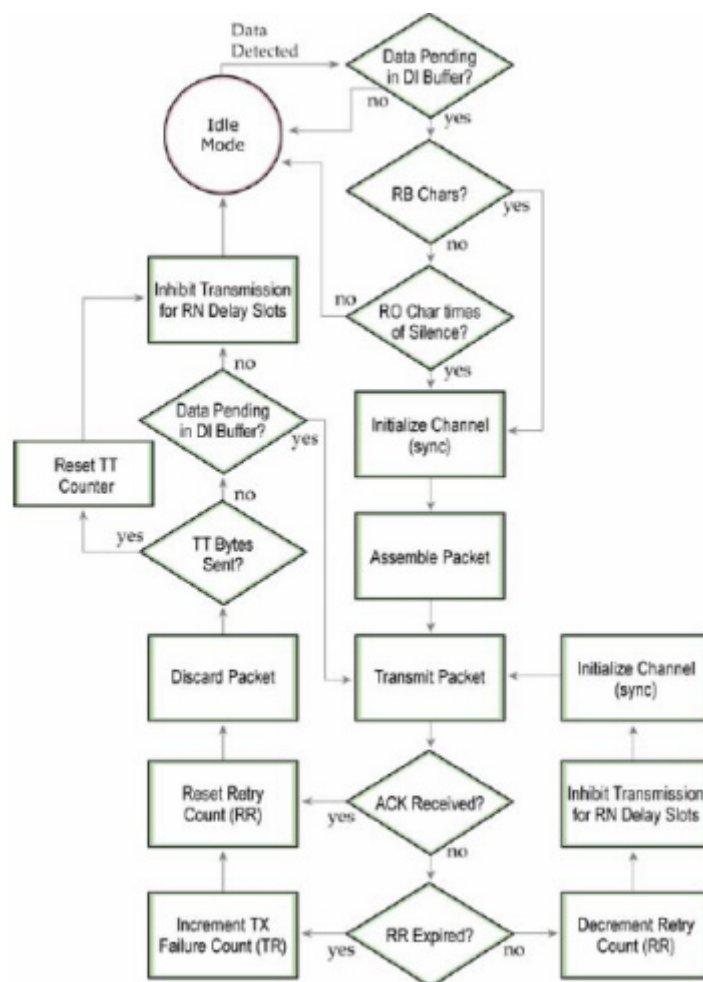 Data
Detected
Data Pending
in DI Buffer?
no
yes
Idle
Mode
RB Chars?
yes
no
Inhibit Transmission
for RN Delay Slots
no
RO Char times
of Silence?
no
yes
Data Pending
in DI Buffer?
yes
Initialize Channel
(sync)
Reset TT
Counter
no
yes
TT Bytes
Sent?
Assemble Packet
Discard Packet
Transmit Packet
Initialize Channel
(sync)
Reset Retry
Count (RR)
yes
ACK Received?
no
Inhibit Transmission
for RN Delay Slots
Increment TX
Failure Count (TR)
yes
RR Expired?
no
Decrement Retry
Count (RR)